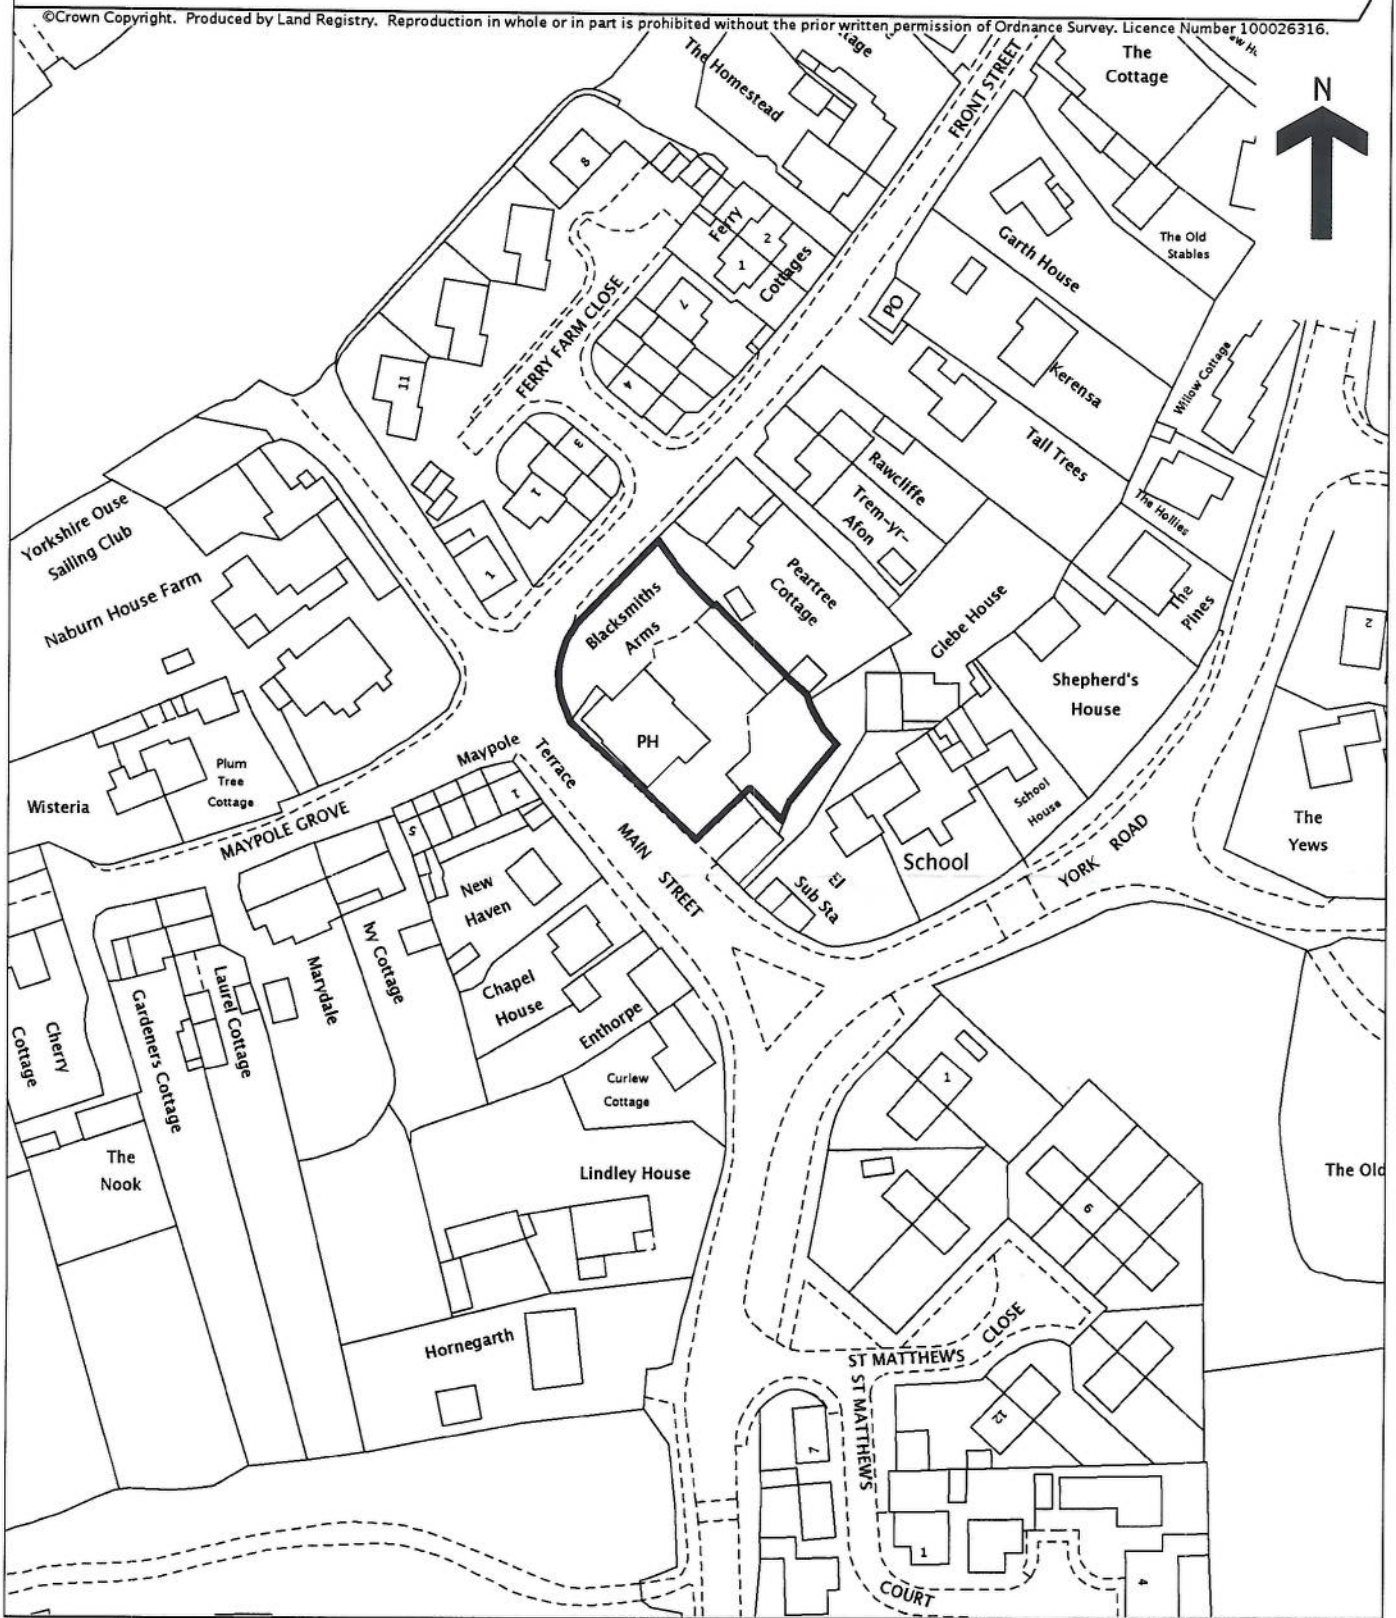 ©Crown Copyright. Produced by Land Registry. Reproduction in whole or in part is prohibited without the prior written permission of Ordnance Survey. Licence Number 100026316.
The Homestead
FRONT STREET
The
Cottage
N
8
Ferry
2
1
Cottages
Garth House
The Old
Stables
PO
7
FERRY FARM CLOSE
4
11
Kerensa
Willow Cottage
Tall Trees
3
1
Rawcliffe
Trem-yr-
Afon
The Hollies
Yorkshire Ouse
Sailing Club
1
Naburn House Farm
Blacksmiths
Arms
Peartree
Cottage
Glebe House
The
Pines
2
Shepherd's
House
PH
Maypole
Terrace
Plum
Tree
Cottage
Wisteria
MAYPOLE GROVE
5
1
MAIN
STREET
School
House
School
El
Sub Sta
YORK ROAD
The
Yews
New
Haven
Ivy Cottage
Marydale
Laurel Cottage
Gardeners Cottage
Cherry
Cottage
Chapel
House
Enthorpe
Curlew
Cottage
1
The
Nook
Lindley House
The Old
Hornegarth
ST MATTHEWS
CLOSE
ST MATTHEWS
COURT
12
7
1
4